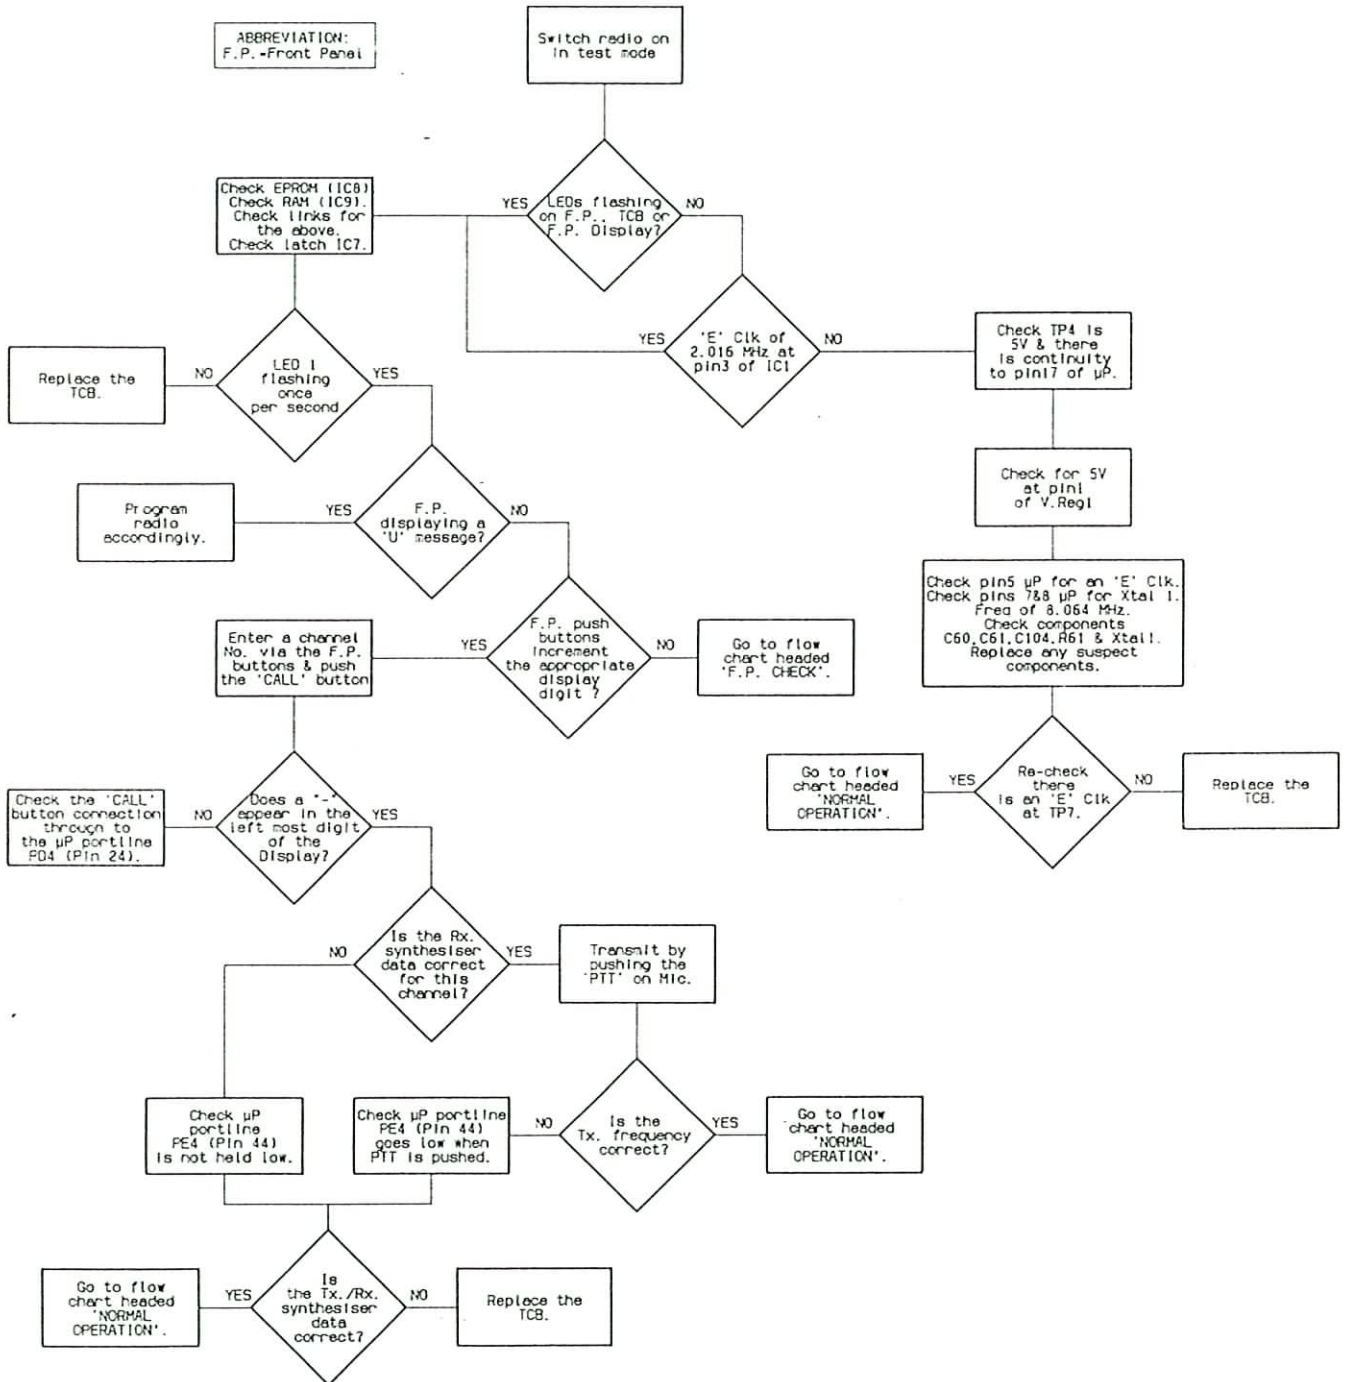 ABBREVIATION:
F.P.-Front Panel
Switch radio on
in test mode
LEDs flashing
on F.P., TCB or
F.P. Display?
YES
NO
Check EPROM (IC8)
Check RAM (IC9).
Check links for
the above.
Check latch IC7.
'E' Clk of
2.016 MHz at
pin3 of IC1
YES
NO
Check TP4 is
5V & there
is continuity
to pin17 of µP.
LED 1
flashing
once
per second
NO
YES
Replace the
TCB.
Check for 5V
at pin1
of V.Reg1
F.P.
displaying a
'U' message?
YES
NO
Program
radio
accordingly.
Check pin5 µP for an 'E' Clk.
Check pins 7&8 µP for Xtal 1.
Freq of 8.064 MHz.
Check components
C60,C61,C104,R61 & Xtal1.
Replace any suspect
components.
F.P. push
buttons
increment
the appropriate
display
digit ?
YES
NO
Enter a channel
No. via the F.P.
buttons & push
the 'CALL' button
Go to flow
chart headed
'F.P. CHECK'.
Re-check
there
is an 'E' Clk
at TP7.
YES
NO
Go to flow
chart headed
'NORMAL
OPERATION'.
Replace the
TCB.
Does a "-"
appear in the
left most digit
of the
Display?
NO
YES
Check the 'CALL'
button connection
through to
the µP portline
PD4 (Pin 24).
Is the Rx.
synthesiser
data correct
for this
channel?
NO
YES
Transmit by
pushing the
'PTT' on Mic.
Check µP
portline
PE4 (Pin 44)
is not held low.
Check µP portline
PE4 (Pin 44)
goes low when
PTT is pushed.
NO
Is the
Tx. frequency
correct?
YES
Go to flow
chart headed
'NORMAL
OPERATION'.
Go to flow
chart headed
'NORMAL
OPERATION'.
YES
Is
the Tx./Rx.
synthesiser
data
correct?
NO
Replace the
TCB.